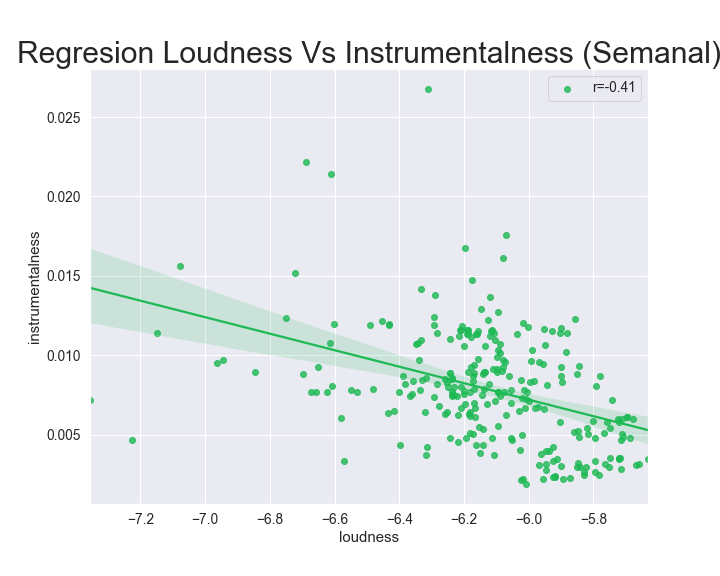 Regresion Loudness Vs Instrumentalness (Semanal)
r=-0.41
0.025
0.020
0.015
0.010
0.005
instrumentalness
−7.2 −7.0 −6.8 −6.6 −6.4 −6.2 −6.0 −5.8
loudness